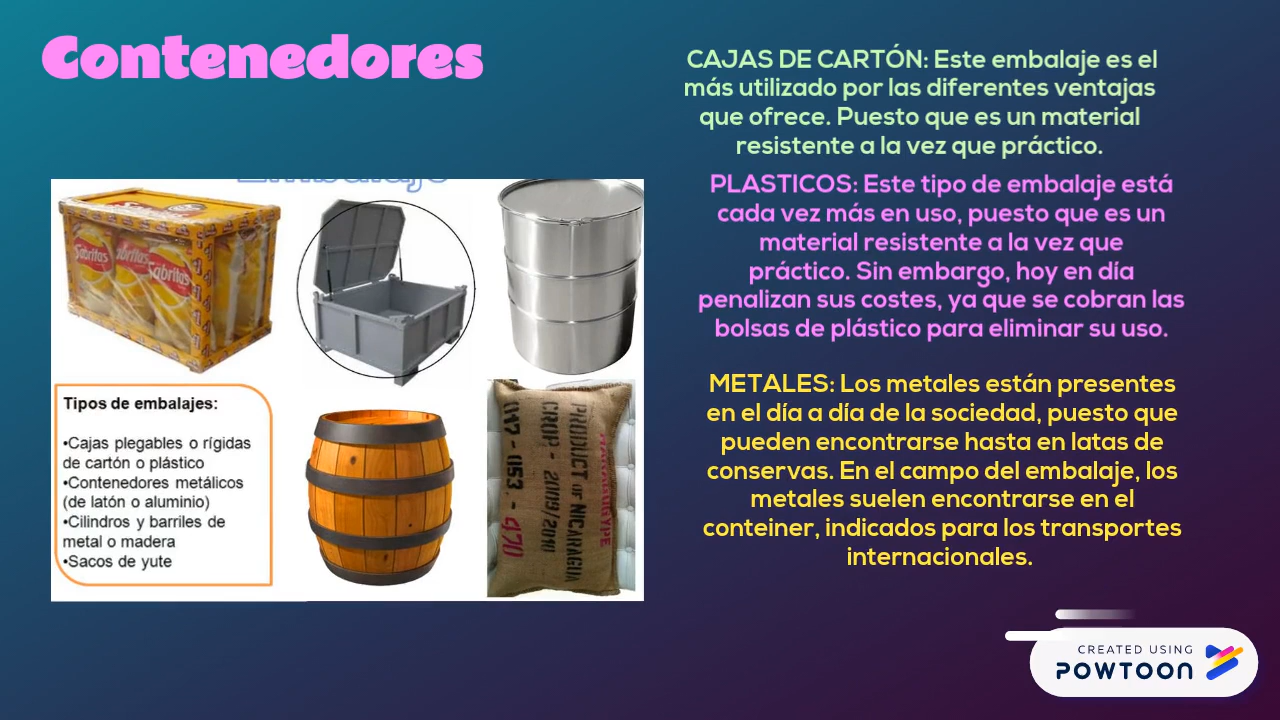 Contenedores
CAJAS DE CARTÓN: Este embalaje es el
más utilizado por las diferentes ventajas
que ofrece. Puesto que es un material
resistente a la vez que práctico.
PLASTICOS: Este tipo de embalaje está
cada vez más en uso, puesto que es un
material resistente a la vez que
práctico. Sin embargo, hoy en día
penalizan sus costes, ya que se cobran las
bolsas de plástico para eliminar su uso.
METALES: Los metales están presentes
en el día a día de la sociedad, puesto que
pueden encontrarse hasta en latas de
conservas. En el campo del embalaje, los
metales suelen encontrarse en el
conteiner, indicados para los transportes
internacionales.
Sabritas
Sabritas
Sabritas
Sabritas
Tipos de embalajes:
•Cajas plegables o rígidas
de cartón o plástico
•Contenedores metálicos
(de latón o aluminio)
•Cilindros y barriles de
metal o madera
•Sacos de yute
PRODUCT of NICARAGUA
CROP - 2009/2010
017 - 053 - 470
CREATED USING
POWTOON